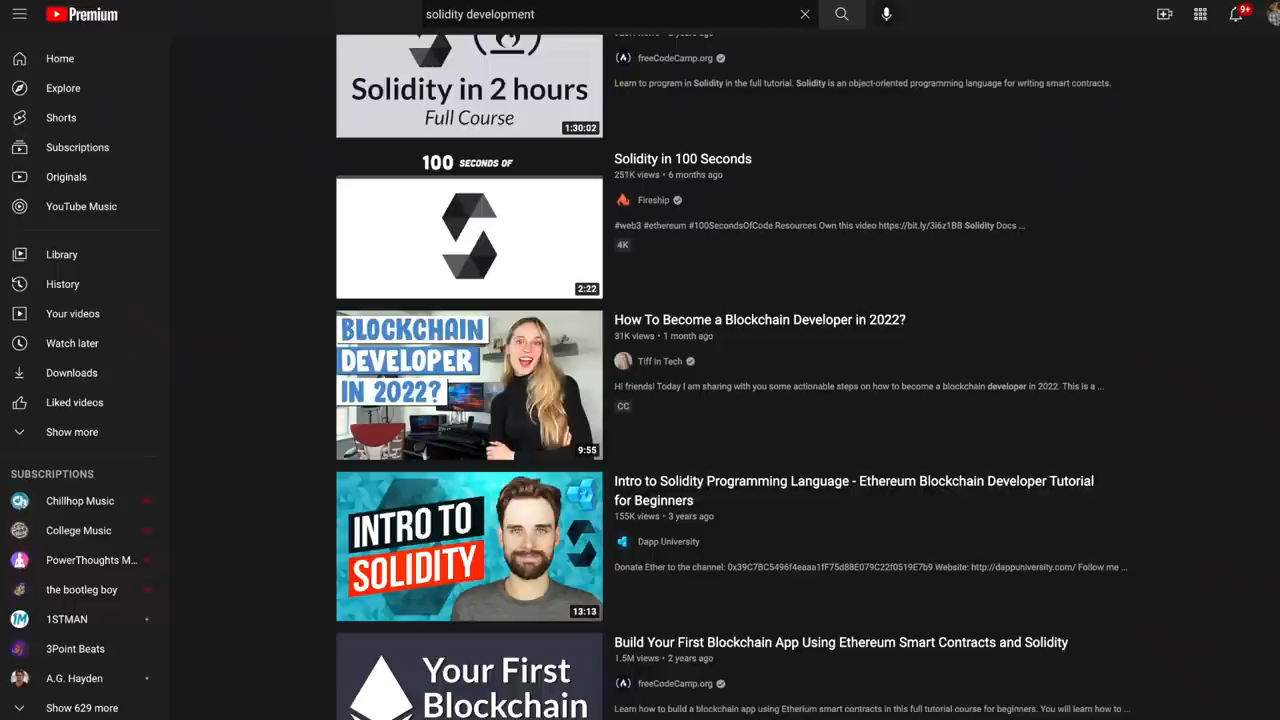 Premium
solidity development
9+
Home
Explore
Shorts
Subscriptions
Originals
YouTube Music
Library
History
Your videos
Watch later
Downloads
Liked videos
Show more
SUBSCRIPTIONS
Chillhop Music
College Music
PowerThoughts M...
the bootleg boy
1STMAN
3Point Beats
A.G. Hayden
Show 629 more
Solidity in 2 hours
Full Course
1:30:02
freeCodeCamp.org
Learn to program in Solidity in the full tutorial. Solidity is an object-oriented programming language for writing smart contracts.
100 SECONDS OF
2:22
Solidity in 100 Seconds
251K views • 6 months ago
Fireship
#web3 #ethereum #100SecondsOfCode Resources Own this video https://bit.ly/3i6z1BB Solidity Docs ...
4K
BLOCKCHAIN
DEVELOPER
IN 2022?
9:55
How To Become a Blockchain Developer in 2022?
31K views • 1 month ago
Tiff In Tech
Hi friends! Today I am sharing with you some actionable steps on how to become a blockchain developer in 2022. This is a ...
CC
INTRO TO
SOLIDITY
13:13
Intro to Solidity Programming Language - Ethereum Blockchain Developer Tutorial
for Beginners
155K views • 3 years ago
Dapp University
Donate Ether to the channel: 0x39C7BC5496f4eaaa1fF75d88E079C22f0519E7b9 Website: http://dappuniversity.com/ Follow me ...
Your First
Blockchain
Build Your First Blockchain App Using Ethereum Smart Contracts and Solidity
1.5M views • 2 years ago
freeCodeCamp.org
Learn how to build a blockchain app using Etherium smart contracts in this full tutorial course for beginners. You will learn how to ...